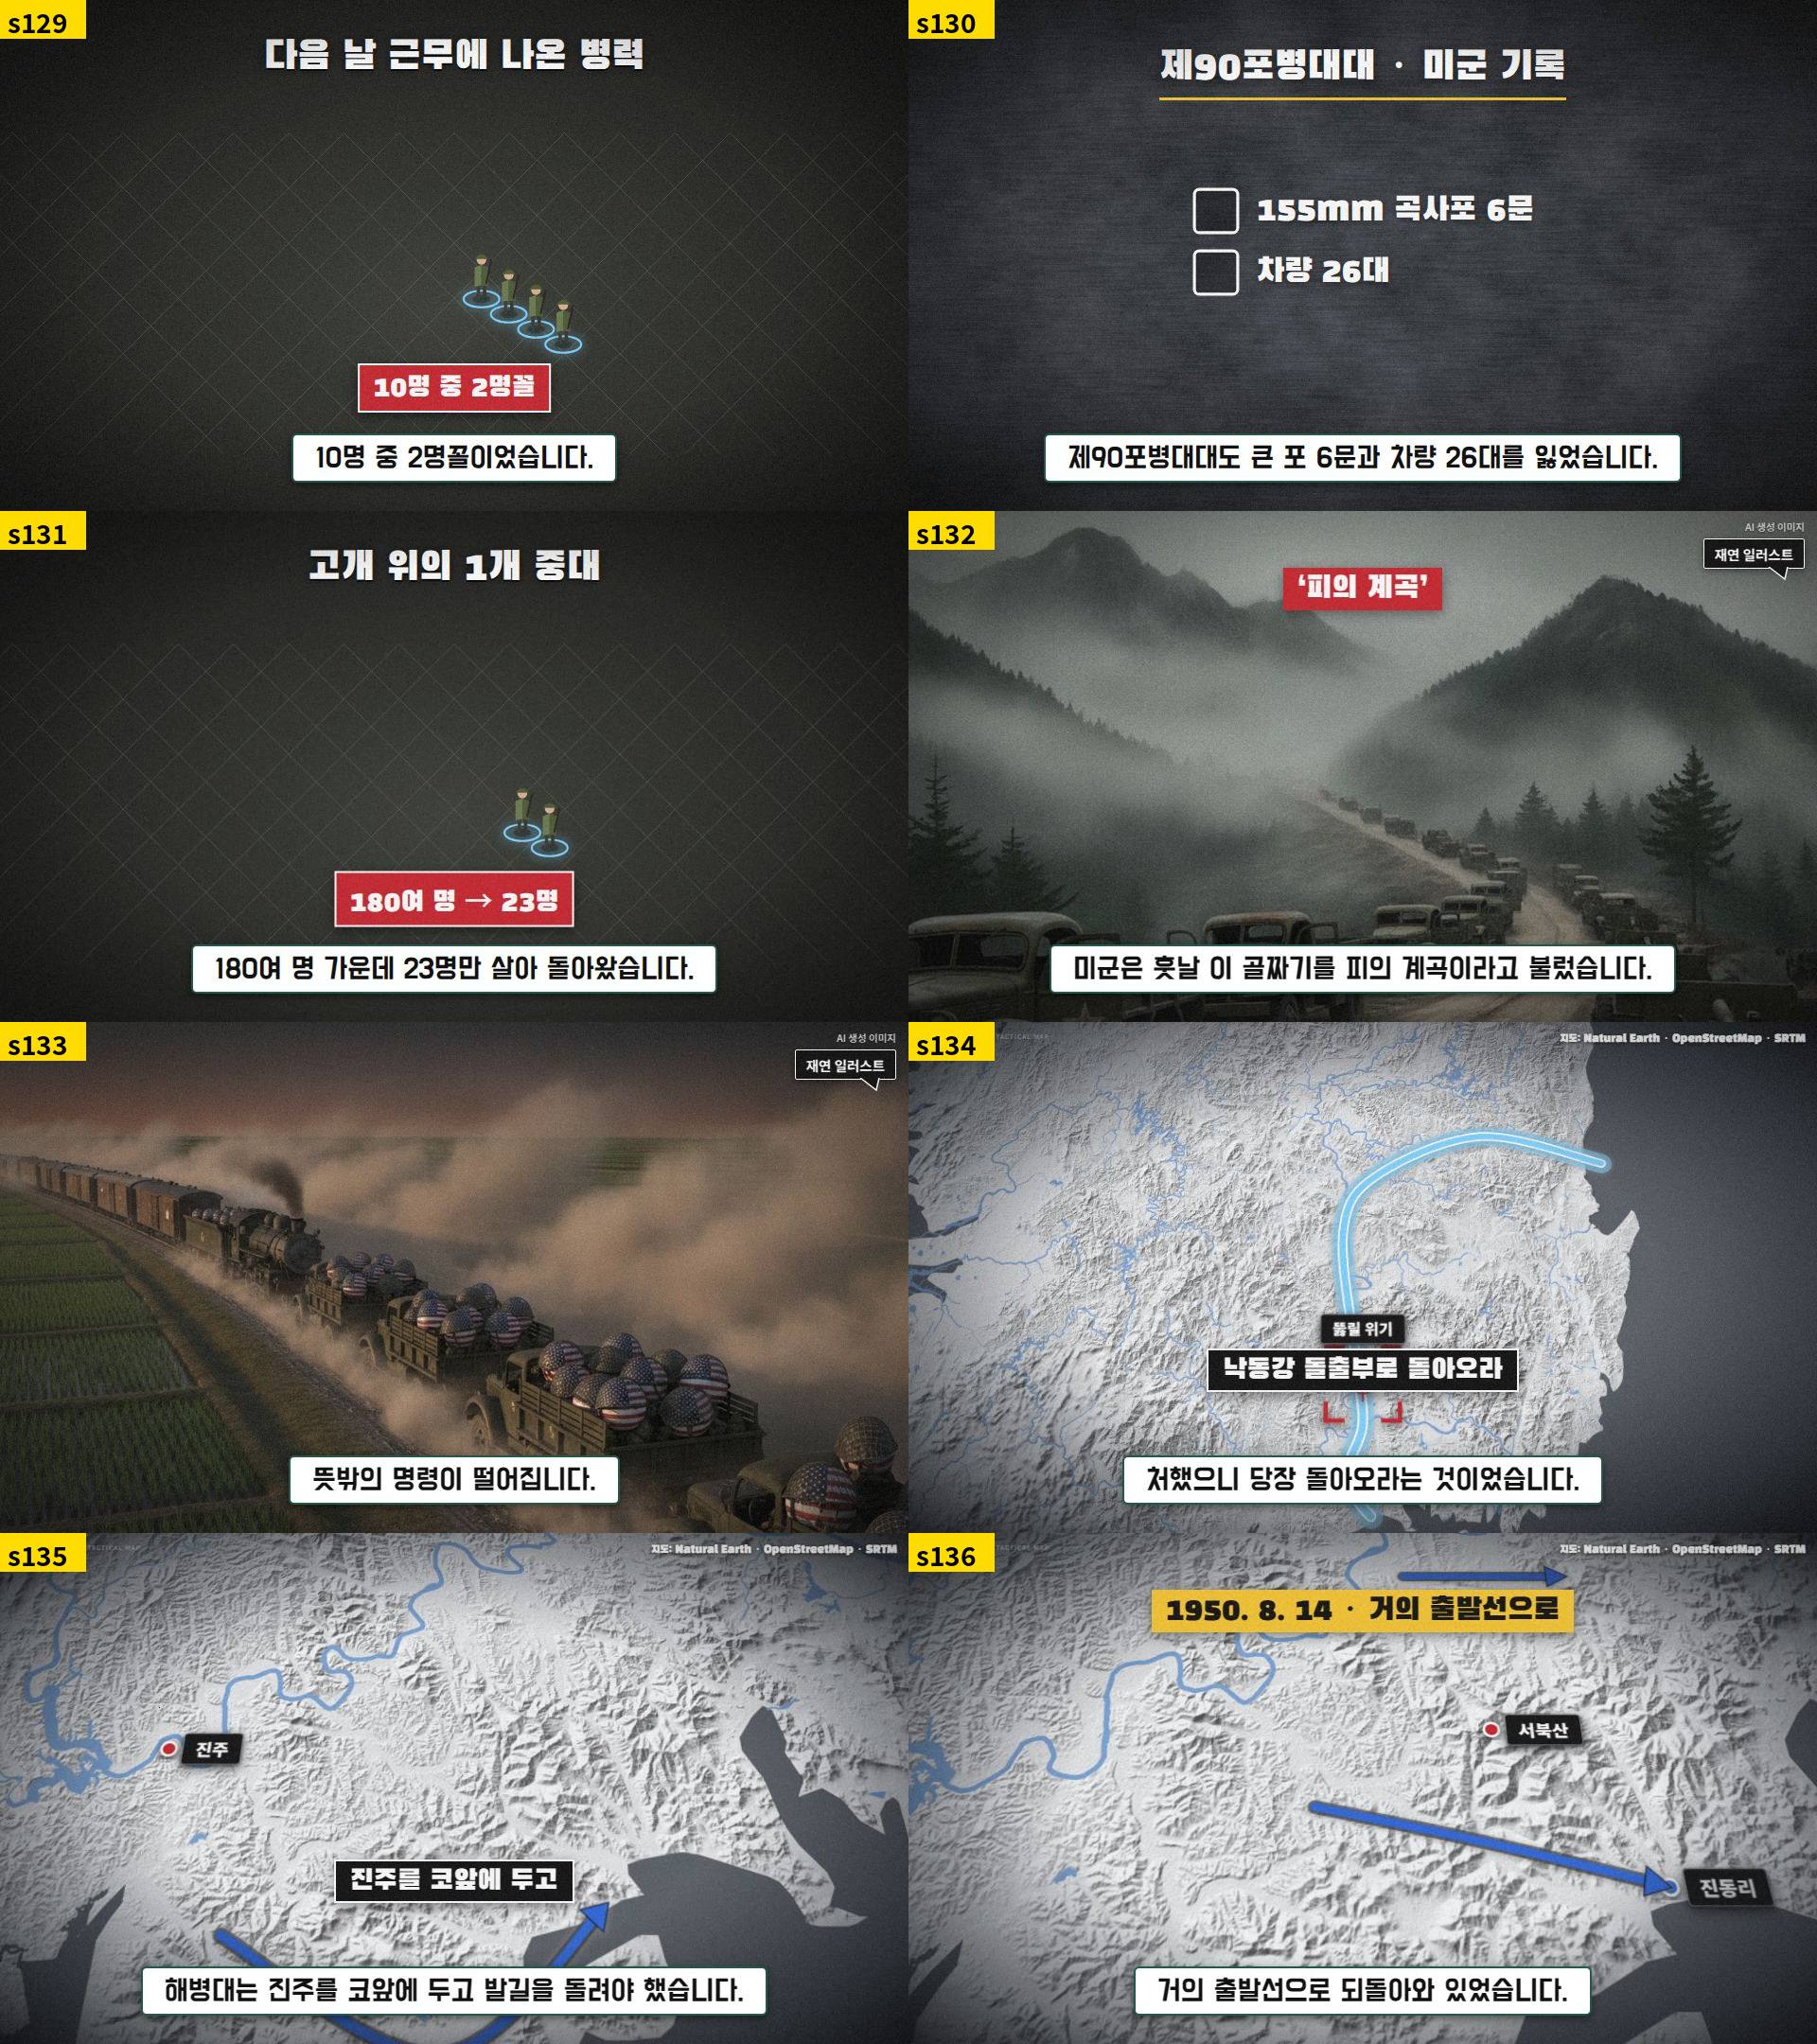 s129
다음 날 근무에 나온 병력
10명 중 2명꼴
10명 중 2명꼴이었습니다.
s130
제90포병대대 · 미군 기록
155mm 곡사포 6문
차량 26대
제90포병대대도 큰 포 6문과 차량 26대를 잃었습니다.
s131
고개 위의 1개 중대
180여 명 → 23명
180여 명 가운데 23명만 살아 돌아왔습니다.
s132
AI 생성 이미지
재연 일러스트
‘피의 계곡’
미군은 훗날 이 골짜기를 피의 계곡이라고 불렀습니다.
s133
AI 생성 이미지
재연 일러스트
뜻밖의 명령이 떨어집니다.
s134
TACTICAL MAP
지도: Natural Earth · OpenStreetMap · SRTM
뚫릴 위기
낙동강 돌출부로 돌아오라
처했으니 당장 돌아오라는 것이었습니다.
s135
TACTICAL MAP
지도: Natural Earth · OpenStreetMap · SRTM
진주
진주를 코앞에 두고
해병대는 진주를 코앞에 두고 발길을 돌려야 했습니다.
s136
TACTICAL MAP
지도: Natural Earth · OpenStreetMap · SRTM
1950. 8. 14 · 거의 출발선으로
서북산
진동리
거의 출발선으로 되돌아와 있었습니다.